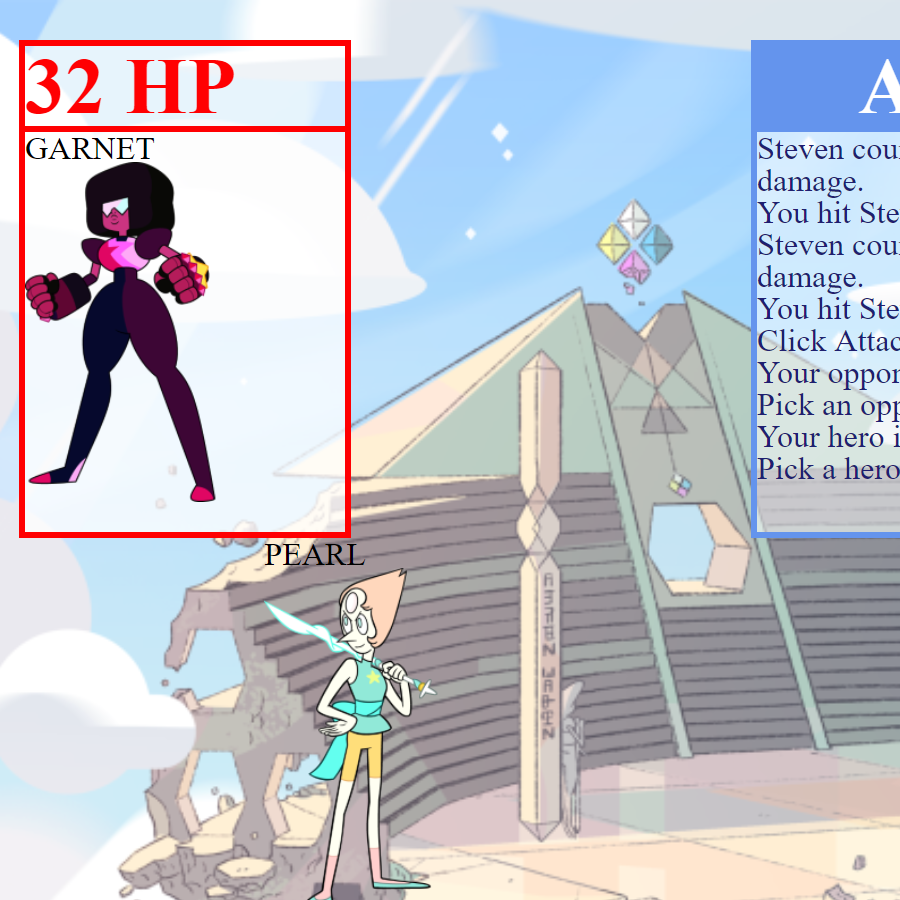 32 HP
GARNET
A
Steven cou
damage.
You hit Ste
Steven cou
damage.
You hit Ste
Click Attac
Your oppor
Pick an opp
Your hero i
Pick a hero
PEARL